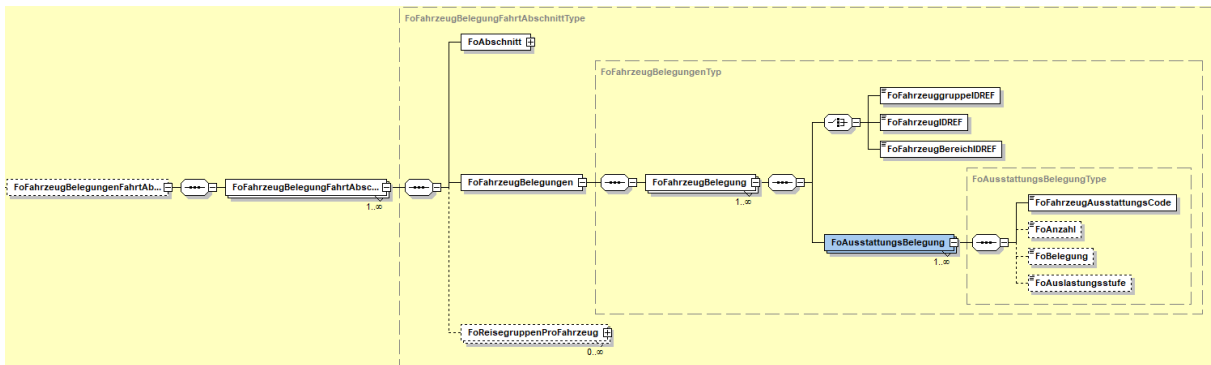 FoFahrzeugBelegungFahrtAbschnittType
FoAbschnitt
FoFahrzeugBelegungenTyp
FoFahrzeuggruppeIDREF
FoFahrzeugIDREF
FoFahrzeugBereichIDREF
FoFahrzeugBelegungenFahrtAb...
FoFahrzeugBelegungFahrtAbsc...
1..∞
FoFahrzeugBelegungen
FoFahrzeugBelegung
1..∞
FoAusstattungsBelegungType
FoFahrzeugAusstattungsCode
FoAnzahl
FoAusstattungsBelegung
1..∞
FoBelegung
FoAuslastungsstufe
FoReisegruppenProFahrzeug
0..∞